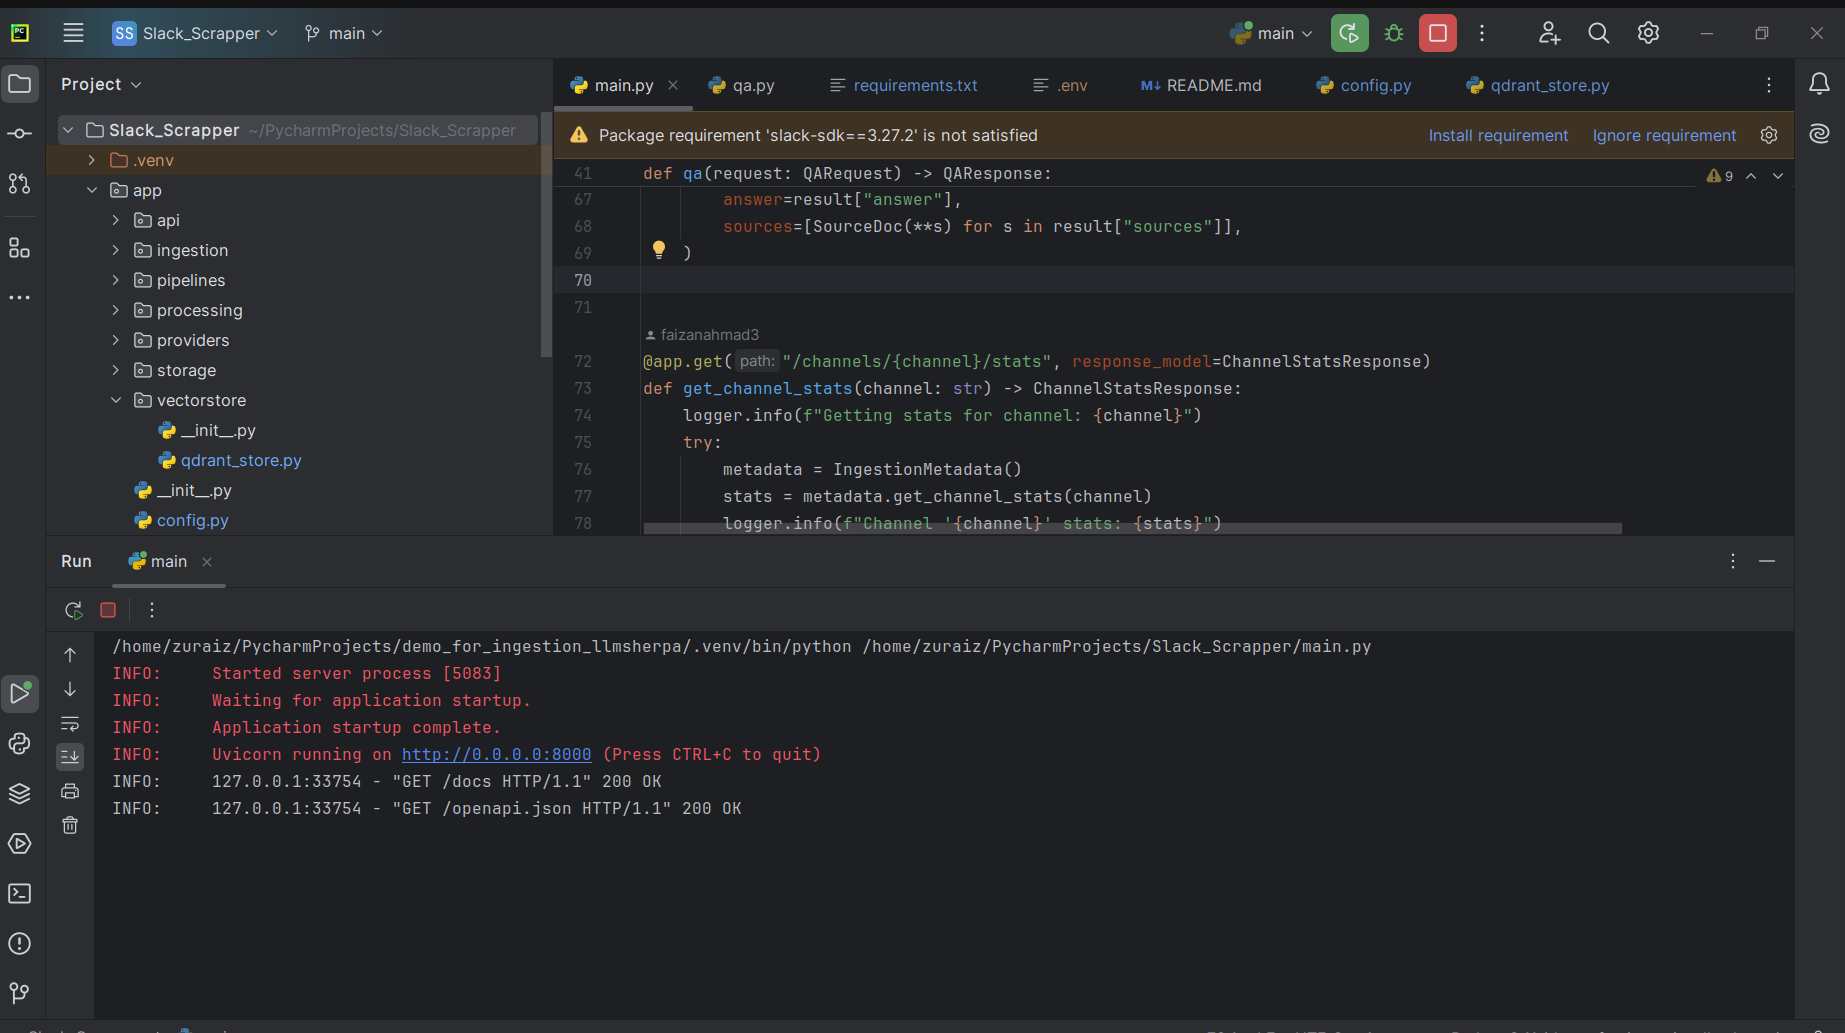 PC
SS Slack_Scrapper main main
Project
Slack_Scrapper ~/PycharmProjects/Slack_Scrapper
.venv
app
api
ingestion
pipelines
processing
providers
storage
vectorstore
__init__.py
qdrant_store.py
__init__.py
config.py
main.py qa.py requirements.txt .env M↓ README.md config.py qdrant_store.py
Package requirement 'slack-sdk==3.27.2' is not satisfied Install requirement Ignore requirement
41 def qa(request: QARequest) -> QAResponse: 9
67 answer=result["answer"],
68 sources=[SourceDoc(**s) for s in result["sources"]],
69 )
70
71
faizanahmad3
72 @app.get( path: "/channels/{channel}/stats", response_model=ChannelStatsResponse)
73 def get_channel_stats(channel: str) -> ChannelStatsResponse:
74 logger.info(f"Getting stats for channel: {channel}")
75 try:
76 metadata = IngestionMetadata()
77 stats = metadata.get_channel_stats(channel)
78 logger.info(f"Channel '{channel}' stats: {stats}")
Run main
/home/zuraiz/PycharmProjects/demo_for_ingestion_llmsherpa/.venv/bin/python /home/zuraiz/PycharmProjects/Slack_Scrapper/main.py
INFO: Started server process [5083]
INFO: Waiting for application startup.
INFO: Application startup complete.
INFO: Uvicorn running on http://0.0.0.0:8000 (Press CTRL+C to quit)
INFO: 127.0.0.1:33754 - "GET /docs HTTP/1.1" 200 OK
INFO: 127.0.0.1:33754 - "GET /openapi.json HTTP/1.1" 200 OK